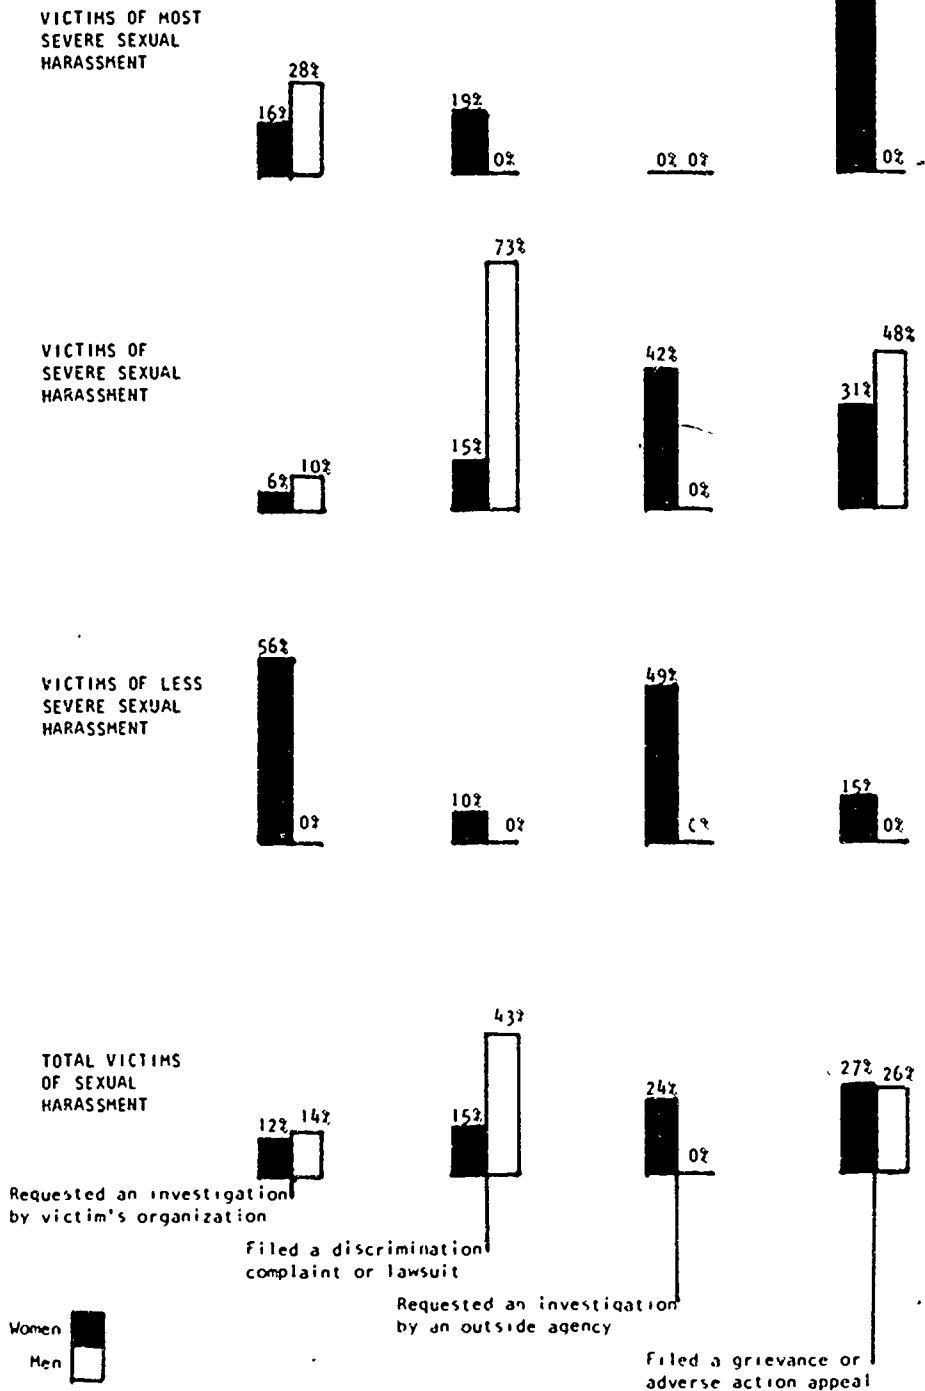 VICTIMS OF MOST
SEVERE SEXUAL
HARASSMENT
16% 28%
19% 0%
0% 0%
0%
VICTIMS OF
SEVERE SEXUAL
HARASSMENT
6% 10%
15% 73%
42% 0%
31% 48%
VICTIMS OF LESS
SEVERE SEXUAL
HARASSMENT
56% 0%
10% 0%
49%
15% 0%
TOTAL VICTIMS
OF SEXUAL
HARASSMENT
12% 14%
15% 43%
24% 0%
27% 26%
Requested an investigation
by victim's organization
Filed a discrimination
complaint or lawsuit
Requested an investigation
by an outside agency
Filed a grievance or
adverse action appeal
Women
Men